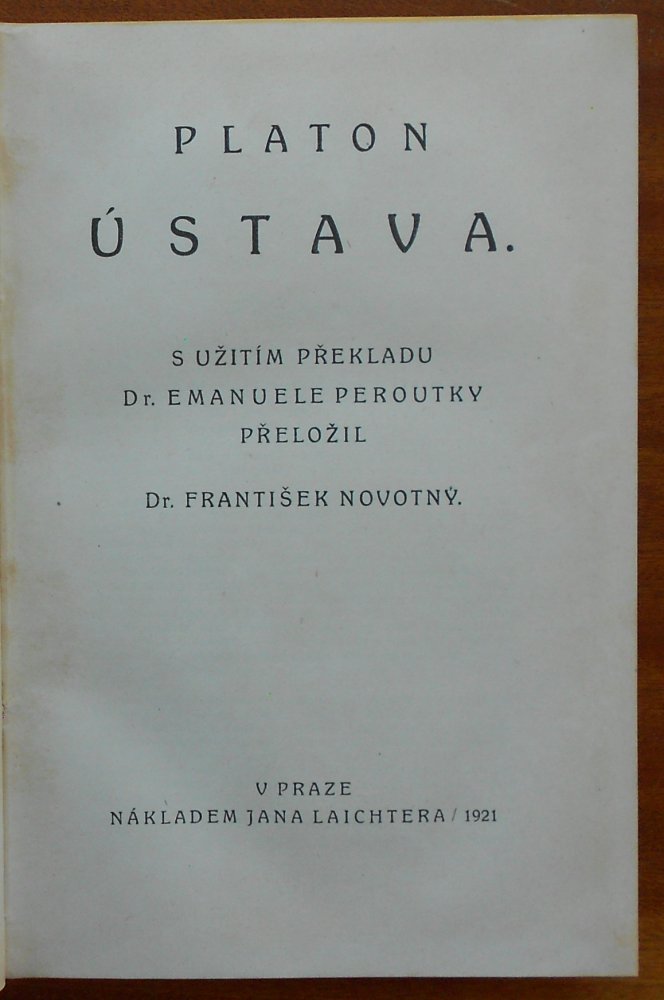 PLATON
ÚSTAVA.
S UŽITÍM PŘEKLADU
Dr. EMANUELE PEROUTKY
PŘELOŽIL
Dr. FRANTIŠEK NOVOTNÝ.
V PRAZE
NÁKLADEM JANA LAICHTERA / 1921